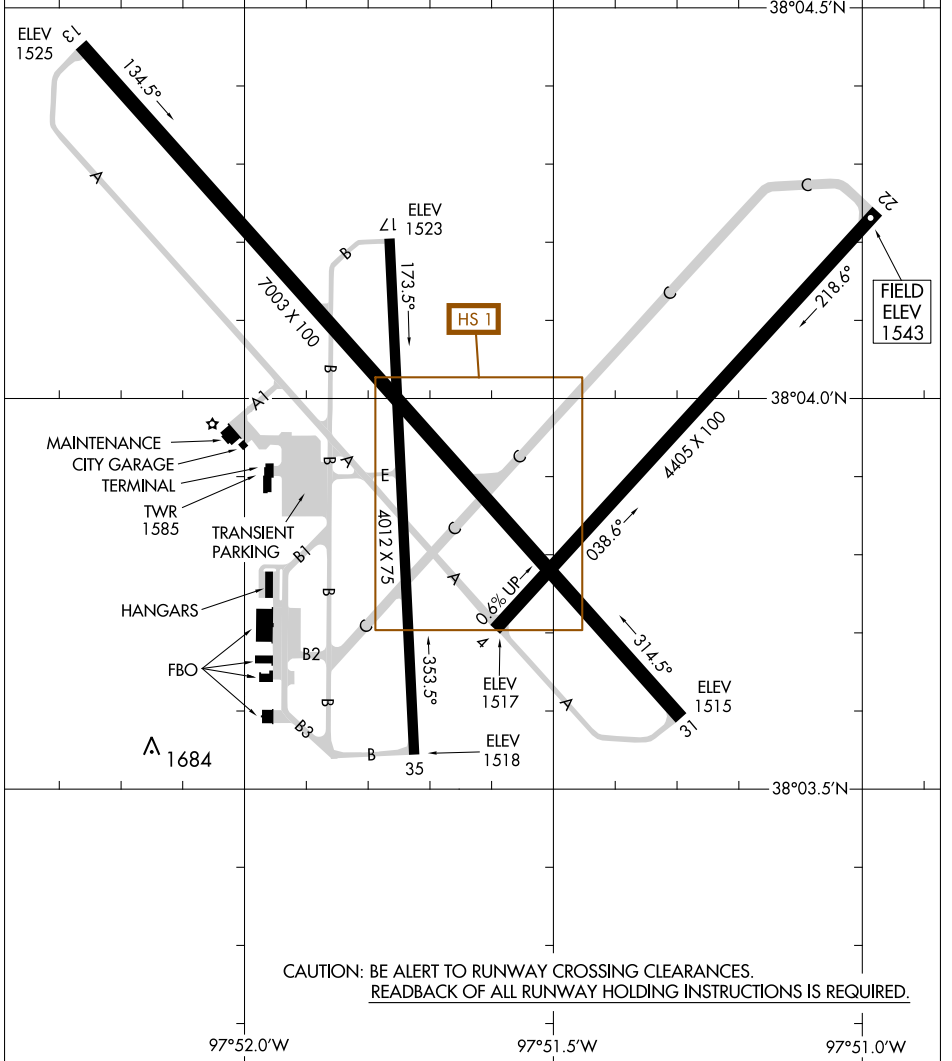 38°04.5'N
ELEV
1525
13
134.5°
A
C
22
ELEV
1523
17
B
173.5°
7003 X 100
C
218.6°
FIELD
ELEV
1543
HS 1
B
38°04.0'N
A1
4405 X 100
MAINTENANCE
CITY GARAGE
TERMINAL
TWR
1585
B
A
E
C
TRANSIENT
PARKING
4012 X 75
C
038.6°
B1
A
0.6% UP
B
HANGARS
C
4
314.5°
FBO
B2
353.5°
ELEV
1517
ELEV
1515
B
A
31
B3
ELEV
1518
B
35
1684
38°03.5'N
CAUTION: BE ALERT TO RUNWAY CROSSING CLEARANCES.
READBACK OF ALL RUNWAY HOLDING INSTRUCTIONS IS REQUIRED.
97°52.0'W
97°51.5'W
97°51.0'W